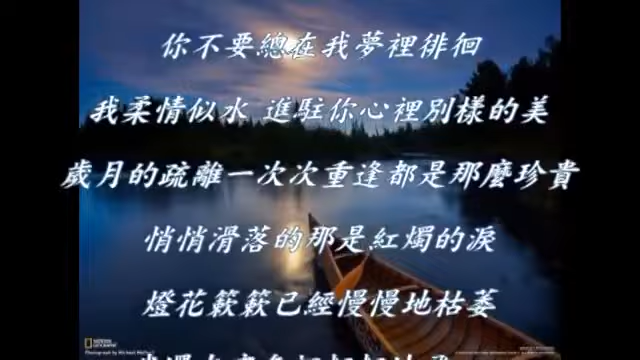 你不要總在我夢裡徘徊
我柔情似水 進駐你心裡別樣的美
歲月的疏離一次次重逢都是那麼珍貴
悄悄滑落的那是紅燭的淚
燈花簌簌已經慢慢地枯萎
NATIONAL
GEOGRAPHIC